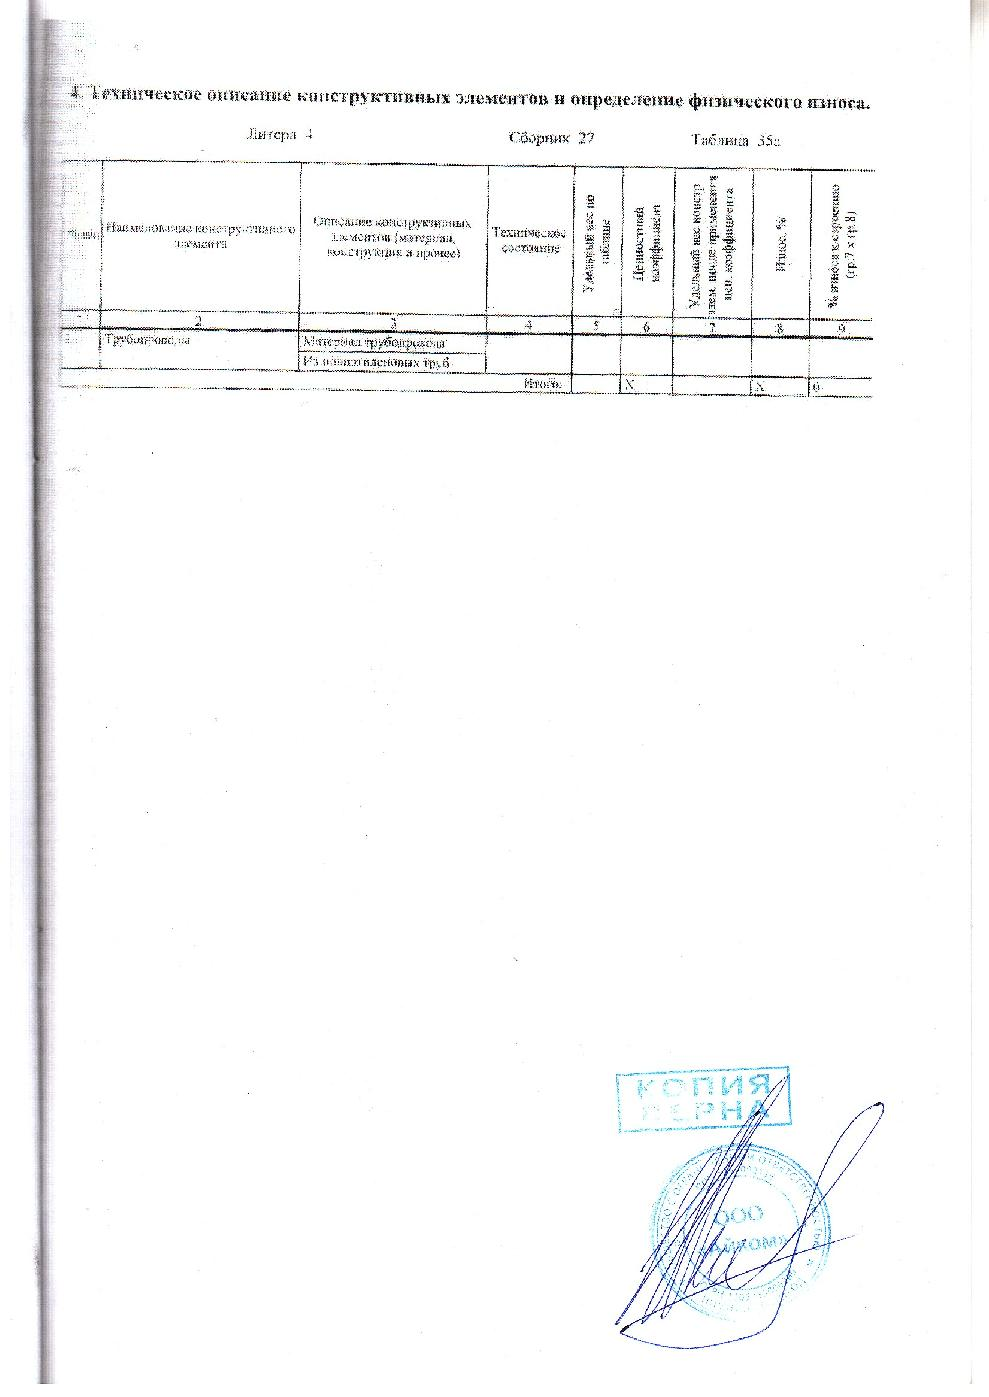 Техническое описание конструктивных элементов и определение физического износа.
Литера 4 Сборник 27 Таблица 35а
Наименование конструктивного элемента
Описание конструктивных элементов (материал, конструкция и прочее)
Техническое состояние
Удельный вес по таблице
Ценностный коэффициент
Удельный вес констр. элем. после применения цен. коэффициента
Износ, %
% износа к строению (гр.7 х гр.8)
2 3 4 5 6 7 8 9
Трубопроводы Материал трубопровода
Из полиэтиленовых труб
Итого: X X 0
КОПИЯ
ВЕРНА
ООО